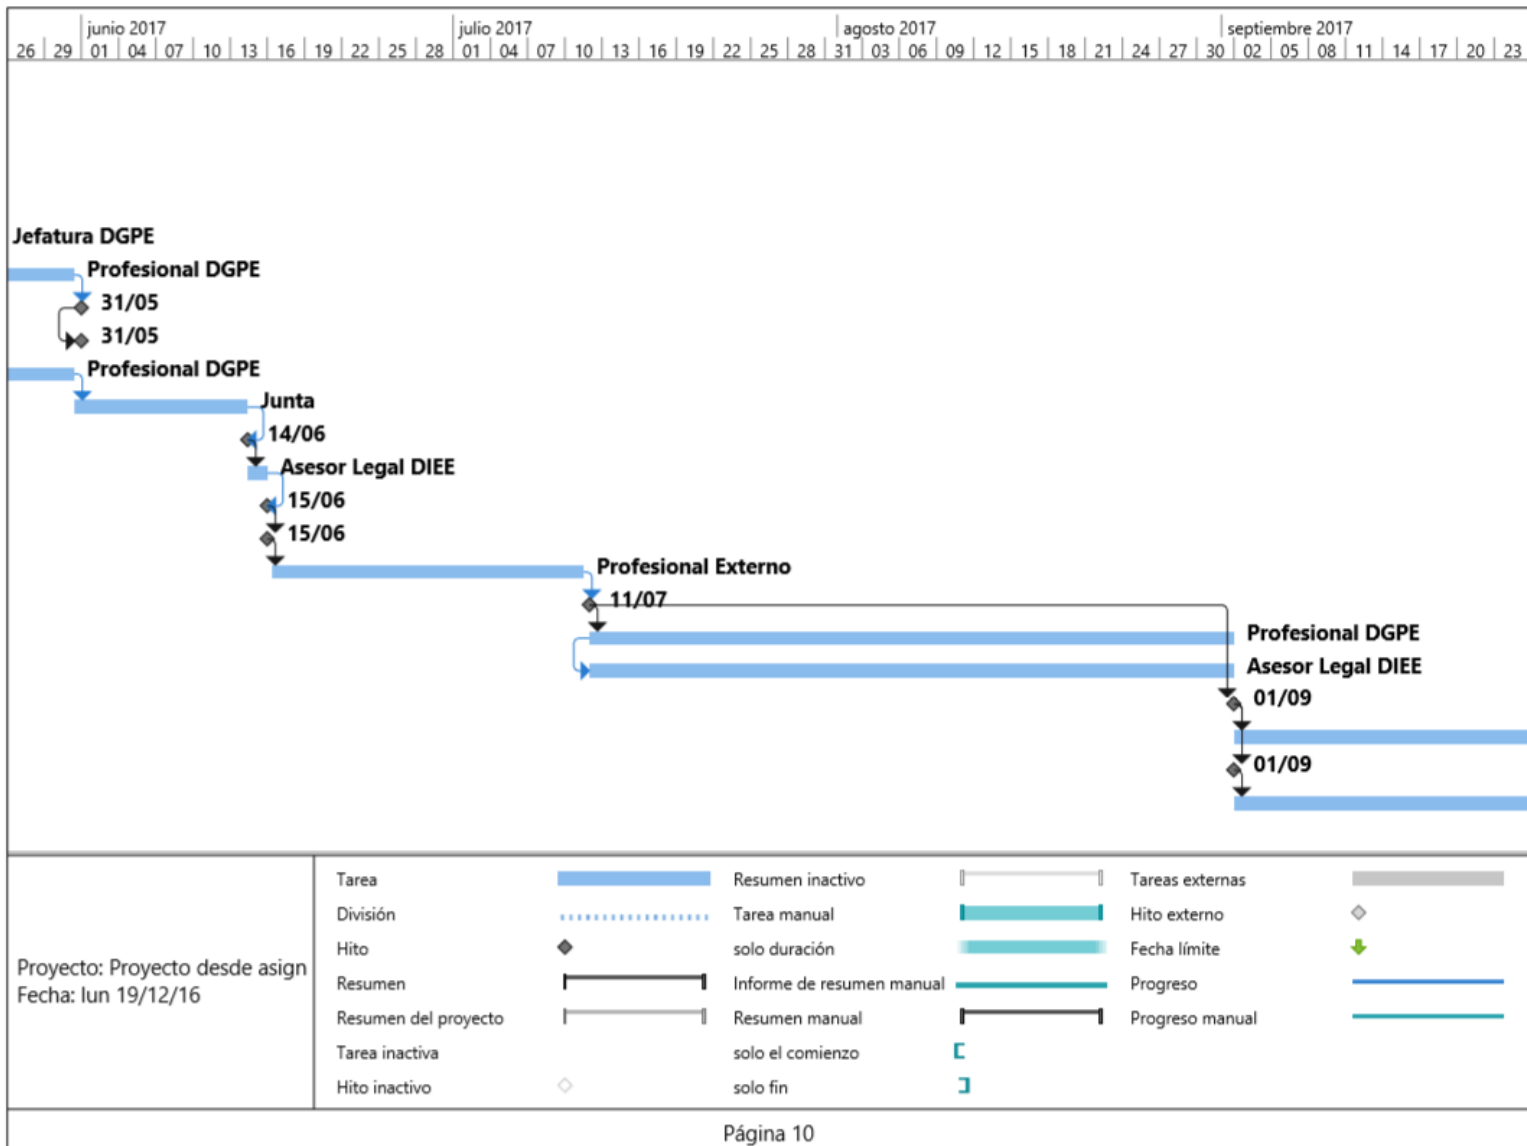 junio 2017 julio 2017 agosto 2017 septiembre 2017
26 29 01 04 07 10 13 16 19 22 25 28 01 04 07 10 13 16 19 22 25 28 31 03 06 09 12 15 18 21 24 27 30 02 05 08 11 14 17 20 23
Jefatura DGPE
Profesional DGPE
31/05
31/05
Profesional DGPE
Junta
14/06
Asesor Legal DIEE
15/06
15/06
Profesional Externo
11/07
Profesional DGPE
Asesor Legal DIEE
01/09
01/09
Proyecto: Proyecto desde asign
Fecha: lun 19/12/16
Tarea
División
Hito
Resumen
Resumen del proyecto
Tarea inactiva
Hito inactivo
Resumen inactivo
Tarea manual
solo duración
Informe de resumen manual
Resumen manual
solo el comienzo
solo fin
Tareas externas
Hito externo
Fecha límite
Progreso
Progreso manual
Página 10